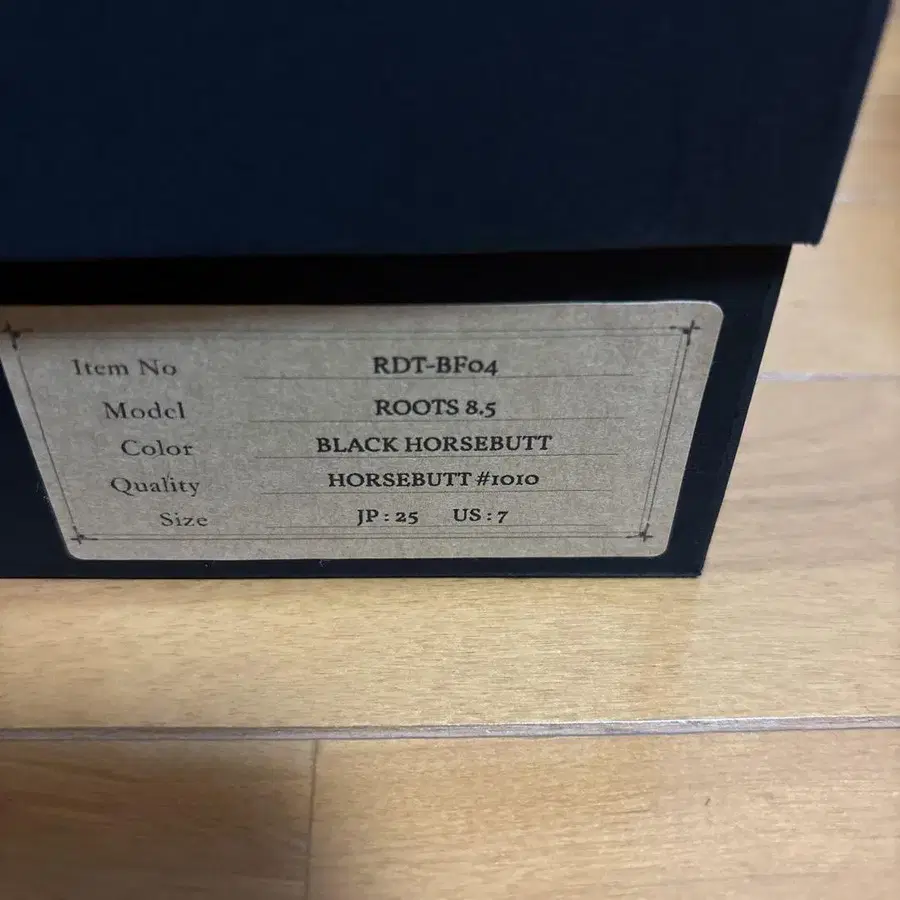 Item No RDT-BF04
Model ROOTS 8.5
Color BLACK HORSEBUTT
Quality HORSEBUTT #1010
Size JP : 25 US : 7